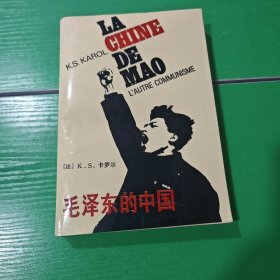 K.S. KAROL
LA
CHINE
DE
MAO
L'AUTRE COMMUNISME
[法] K.S.卡罗尔
毛泽东的中国